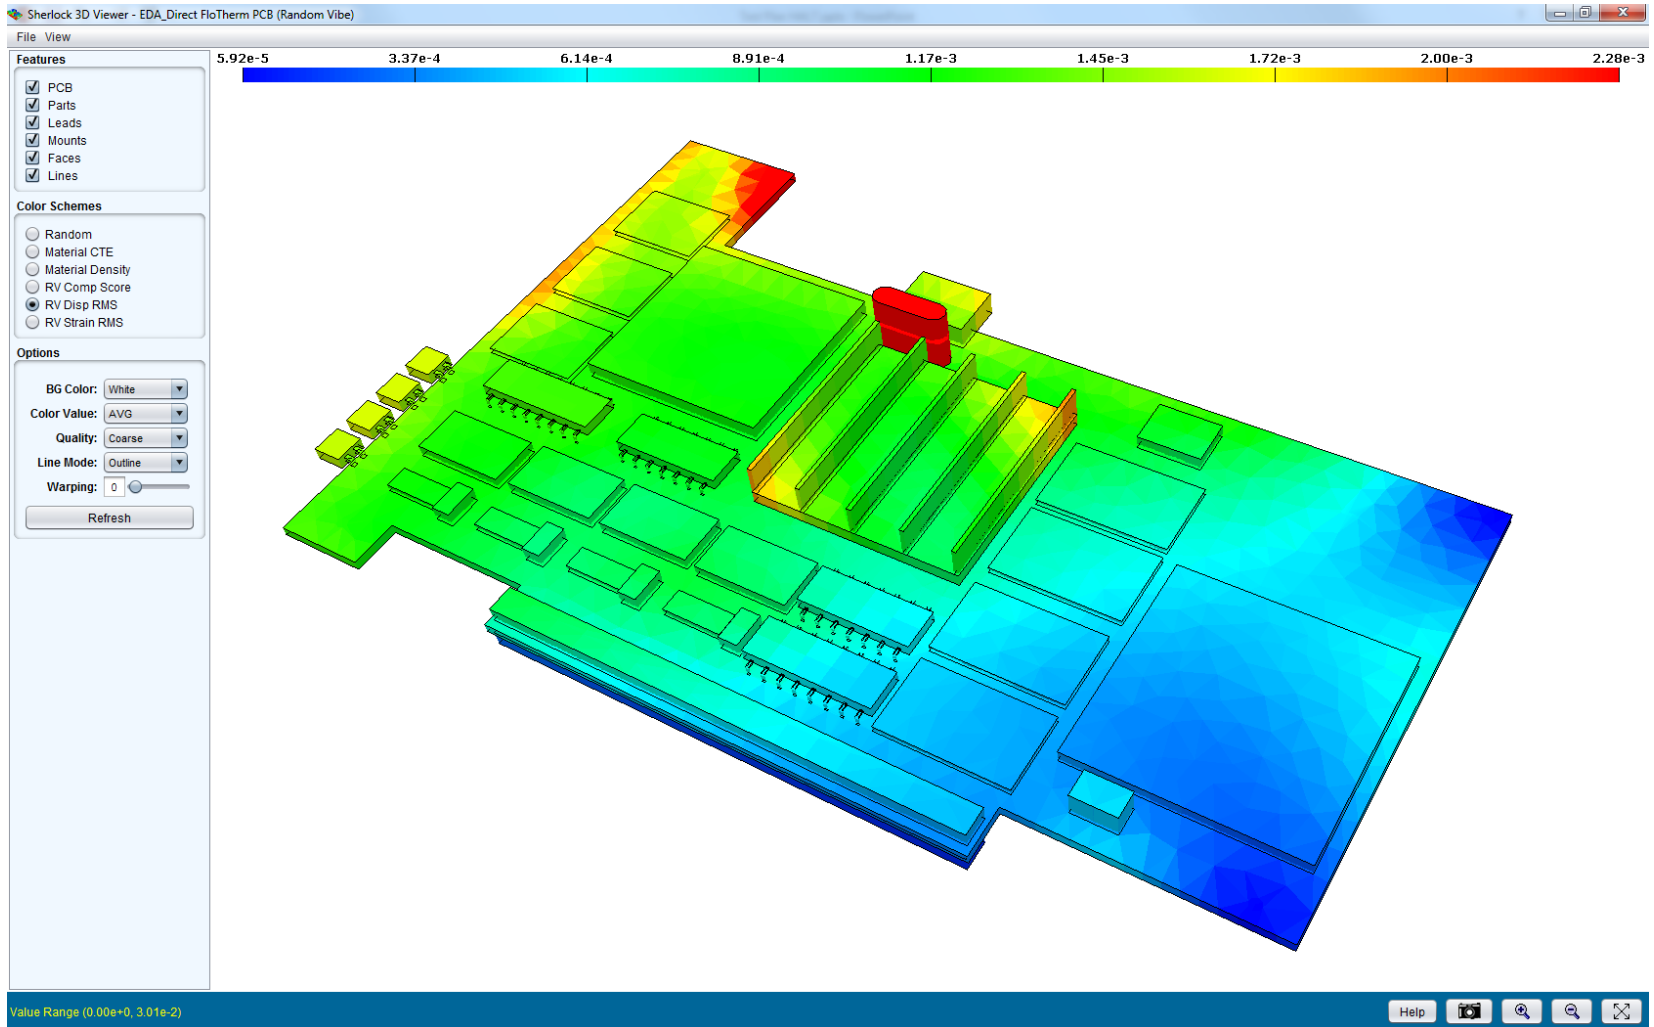 Sherlock 3D Viewer - EDA_Direct FloTherm PCB (Random Vibe)
File View
Features
PCB
Parts
Leads
Mounts
Faces
Lines
Color Schemes
Random
Material CTE
Material Density
RV Comp Score
RV Disp RMS
RV Strain RMS
Options
BG Color: White
Color Value: AVG
Quality: Coarse
Line Mode: Outline
Warping: 0
Refresh
5.92e-5 3.37e-4 6.14e-4 8.91e-4 1.17e-3 1.45e-3 1.72e-3 2.00e-3 2.28e-3
Value Range (0.00e+0, 3.01e-2)
Help